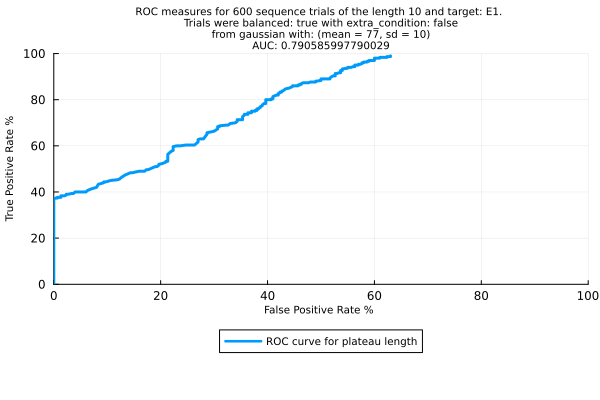 ROC measures for 600 sequence trials of the length 10 and target: E1.
Trials were balanced: true with extra_condition: false
from gaussian with: (mean = 77, sd = 10)
AUC: 0.790585997790029
100
80
60
40
20
0
True Positive Rate %
0 20 40 60 80 100
False Positive Rate %
ROC curve for plateau length